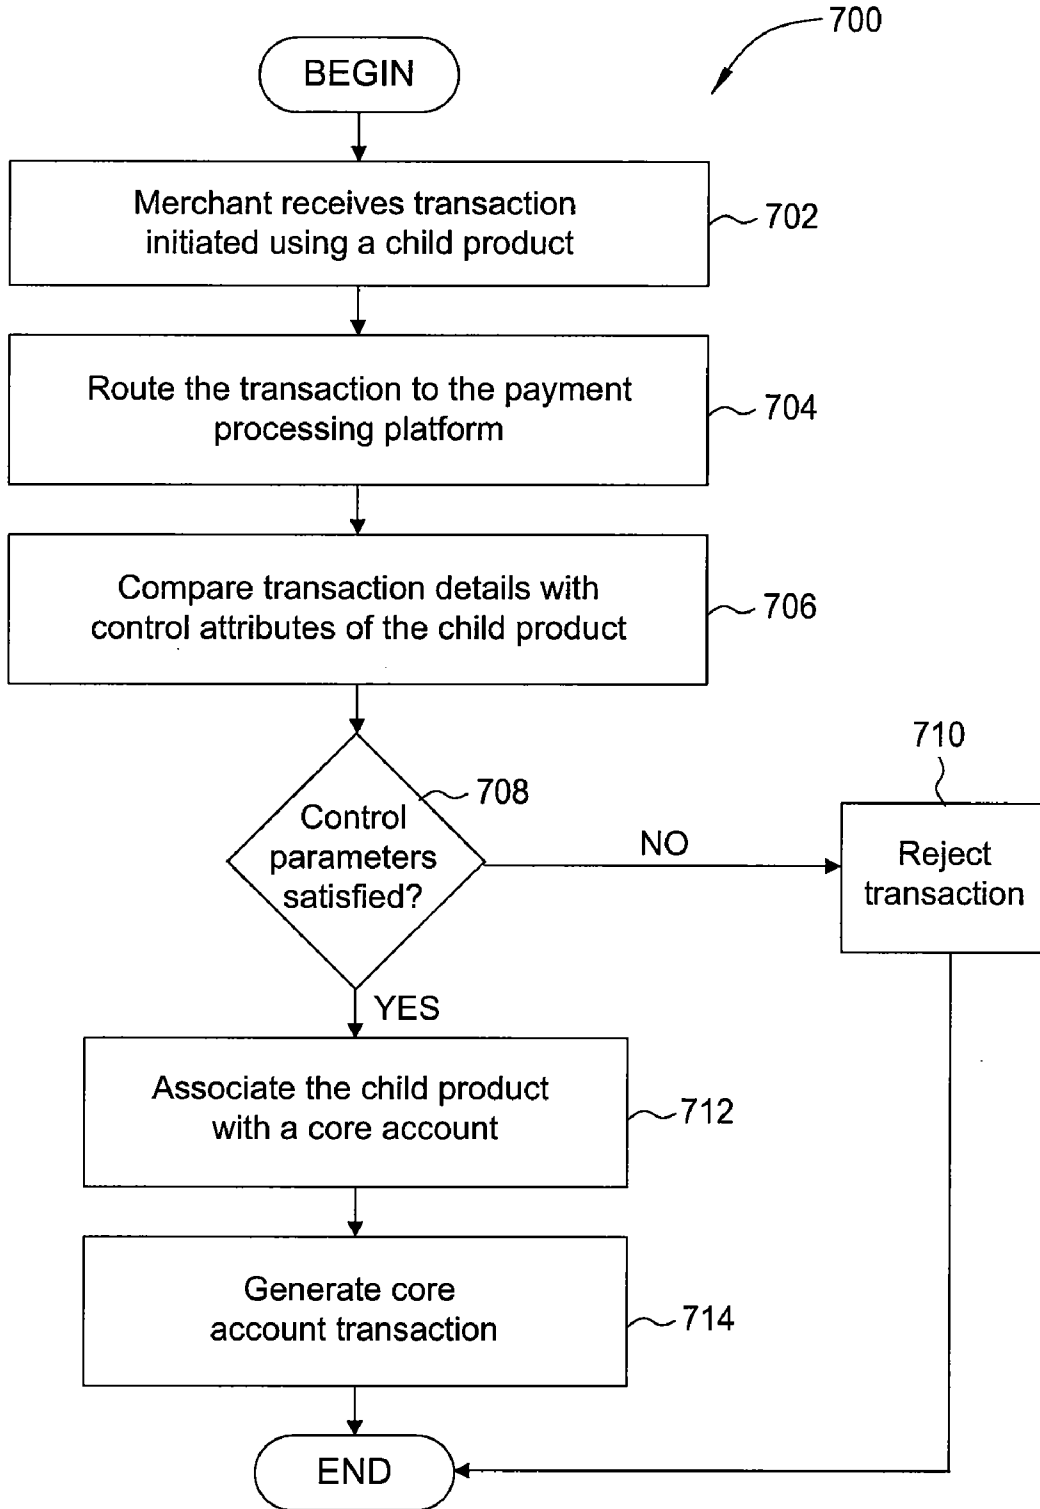 700
BEGIN
Merchant receives transaction
initiated using a child product
702
Route the transaction to the payment
processing platform
704
Compare transaction details with
control attributes of the child product
706
708
Control
parameters
satisfied?
NO
710
Reject
transaction
YES
Associate the child product
with a core account
712
Generate core
account transaction
714
END